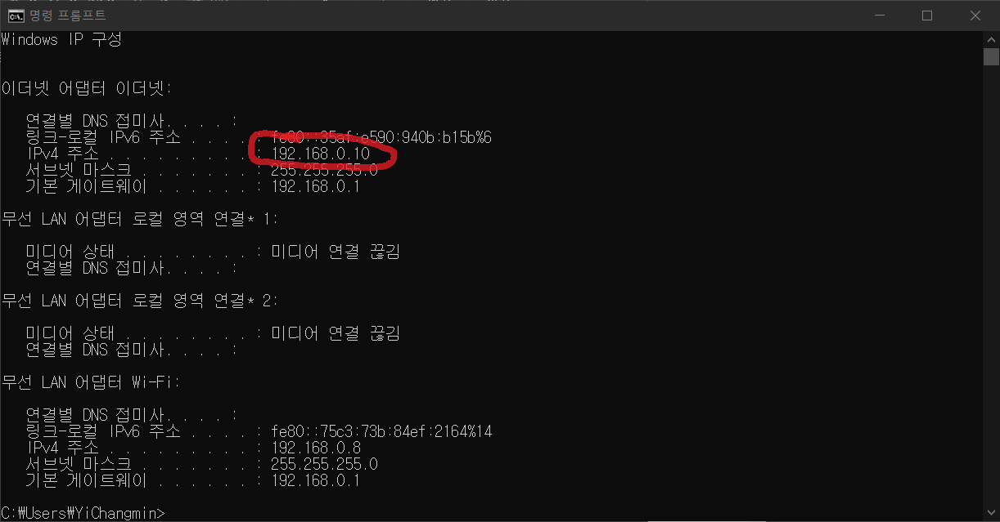 명령 프롬프트
Windows IP 구성
이더넷 어댑터 이더넷:
연결별 DNS 접미사. . . . :
링크-로컬 IPv6 주소 . . . . : fe80::35af:e590:940b:b15b%6
IPv4 주소 . . . . . . . . . : 192.168.0.10
서브넷 마스크 . . . . . . . : 255.255.255.0
기본 게이트웨이 . . . . . . : 192.168.0.1
무선 LAN 어댑터 로컬 영역 연결* 1:
미디어 상태 . . . . . . . . : 미디어 연결 끊김
연결별 DNS 접미사. . . . :
무선 LAN 어댑터 로컬 영역 연결* 2:
미디어 상태 . . . . . . . . : 미디어 연결 끊김
연결별 DNS 접미사. . . . :
무선 LAN 어댑터 Wi-Fi:
연결별 DNS 접미사. . . . :
링크-로컬 IPv6 주소 . . . . : fe80::75c3:73b:84ef:2164%14
IPv4 주소 . . . . . . . . . : 192.168.0.8
서브넷 마스크 . . . . . . . : 255.255.255.0
기본 게이트웨이 . . . . . . : 192.168.0.1
C:₩Users₩YiChangmin>